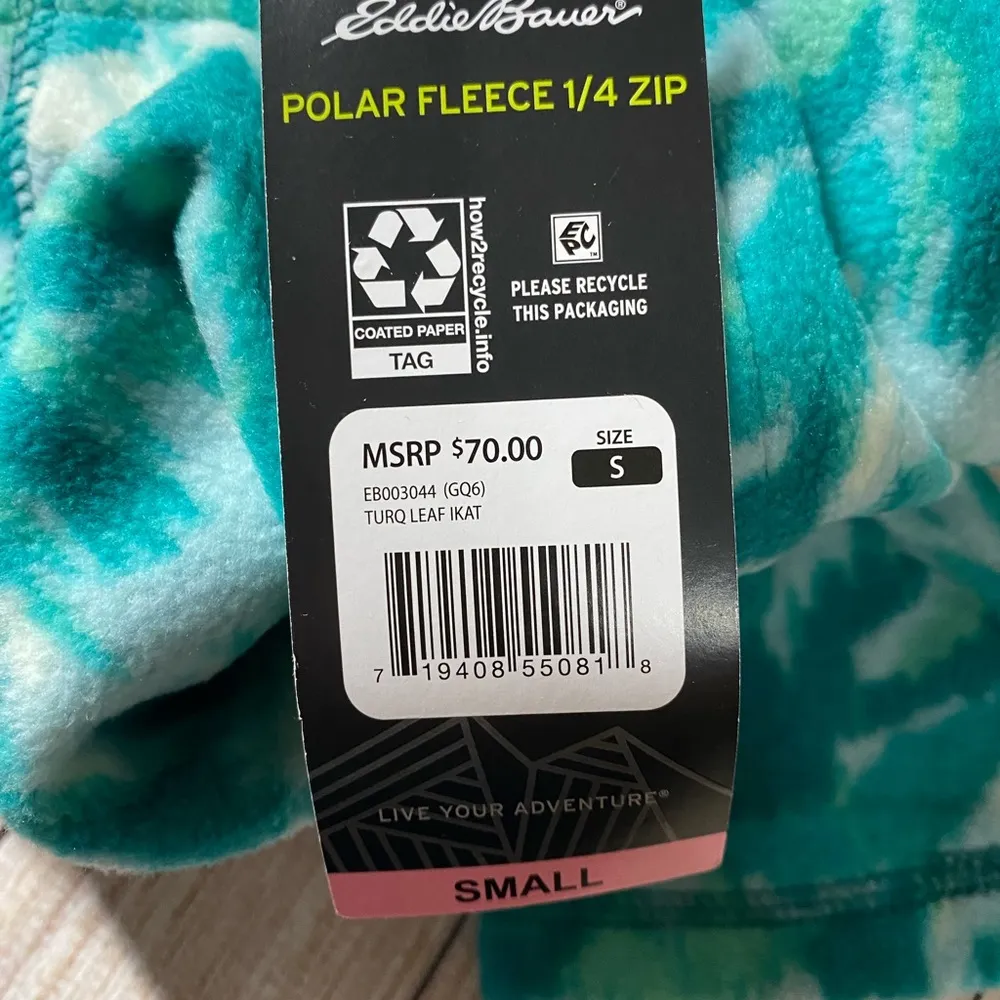 Eddie Bauer®
POLAR FLEECE 1/4 ZIP
how2recycle.info
COATED PAPER
TAG
EPC™
PLEASE RECYCLE
THIS PACKAGING
MSRP $70.00
SIZE
S
EB003044 (GQ6)
TURQ LEAF IKAT
7 19408 55081 8
LIVE YOUR ADVENTURE®
SMALL